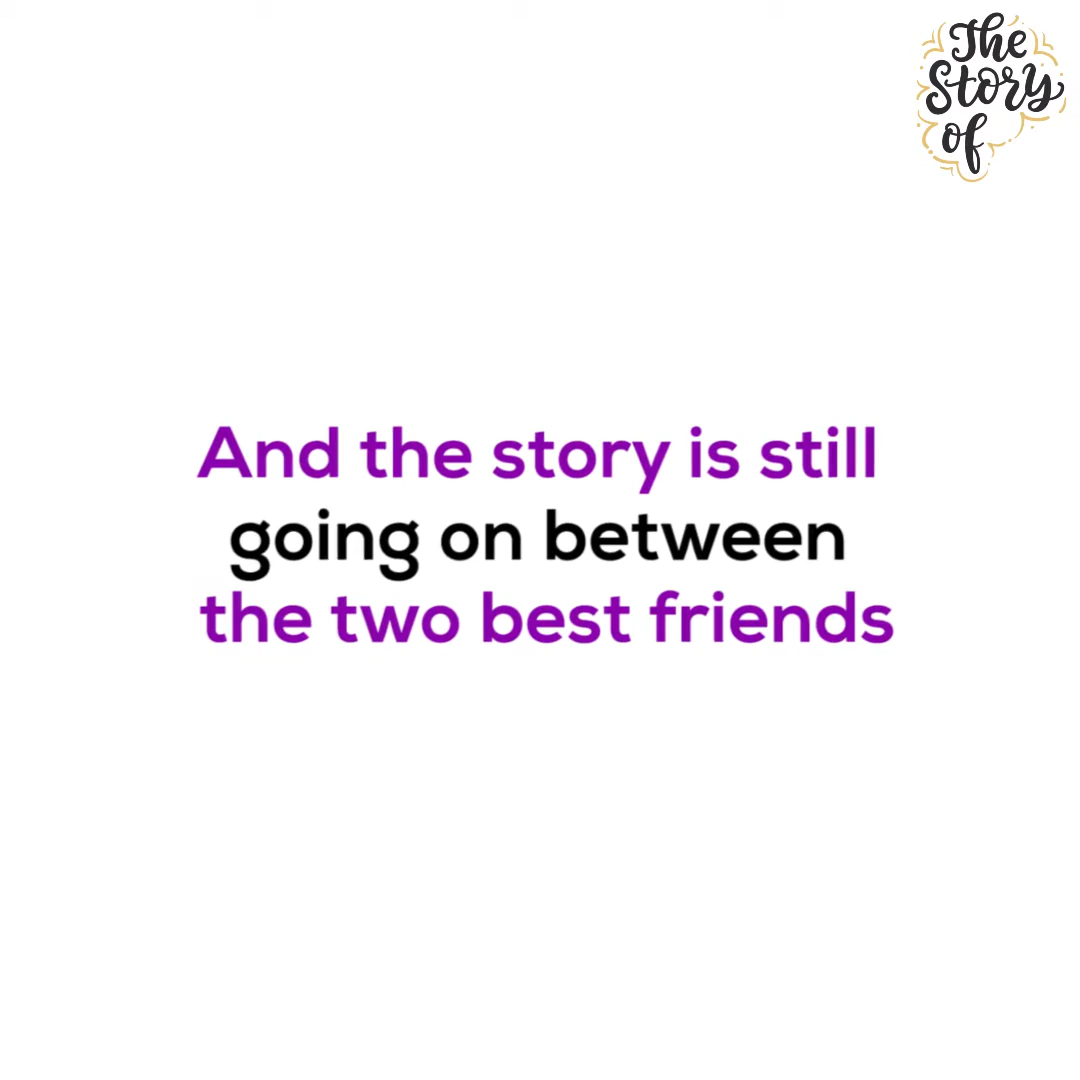 The
Story
of
And the story is still
going on between
the two best friends